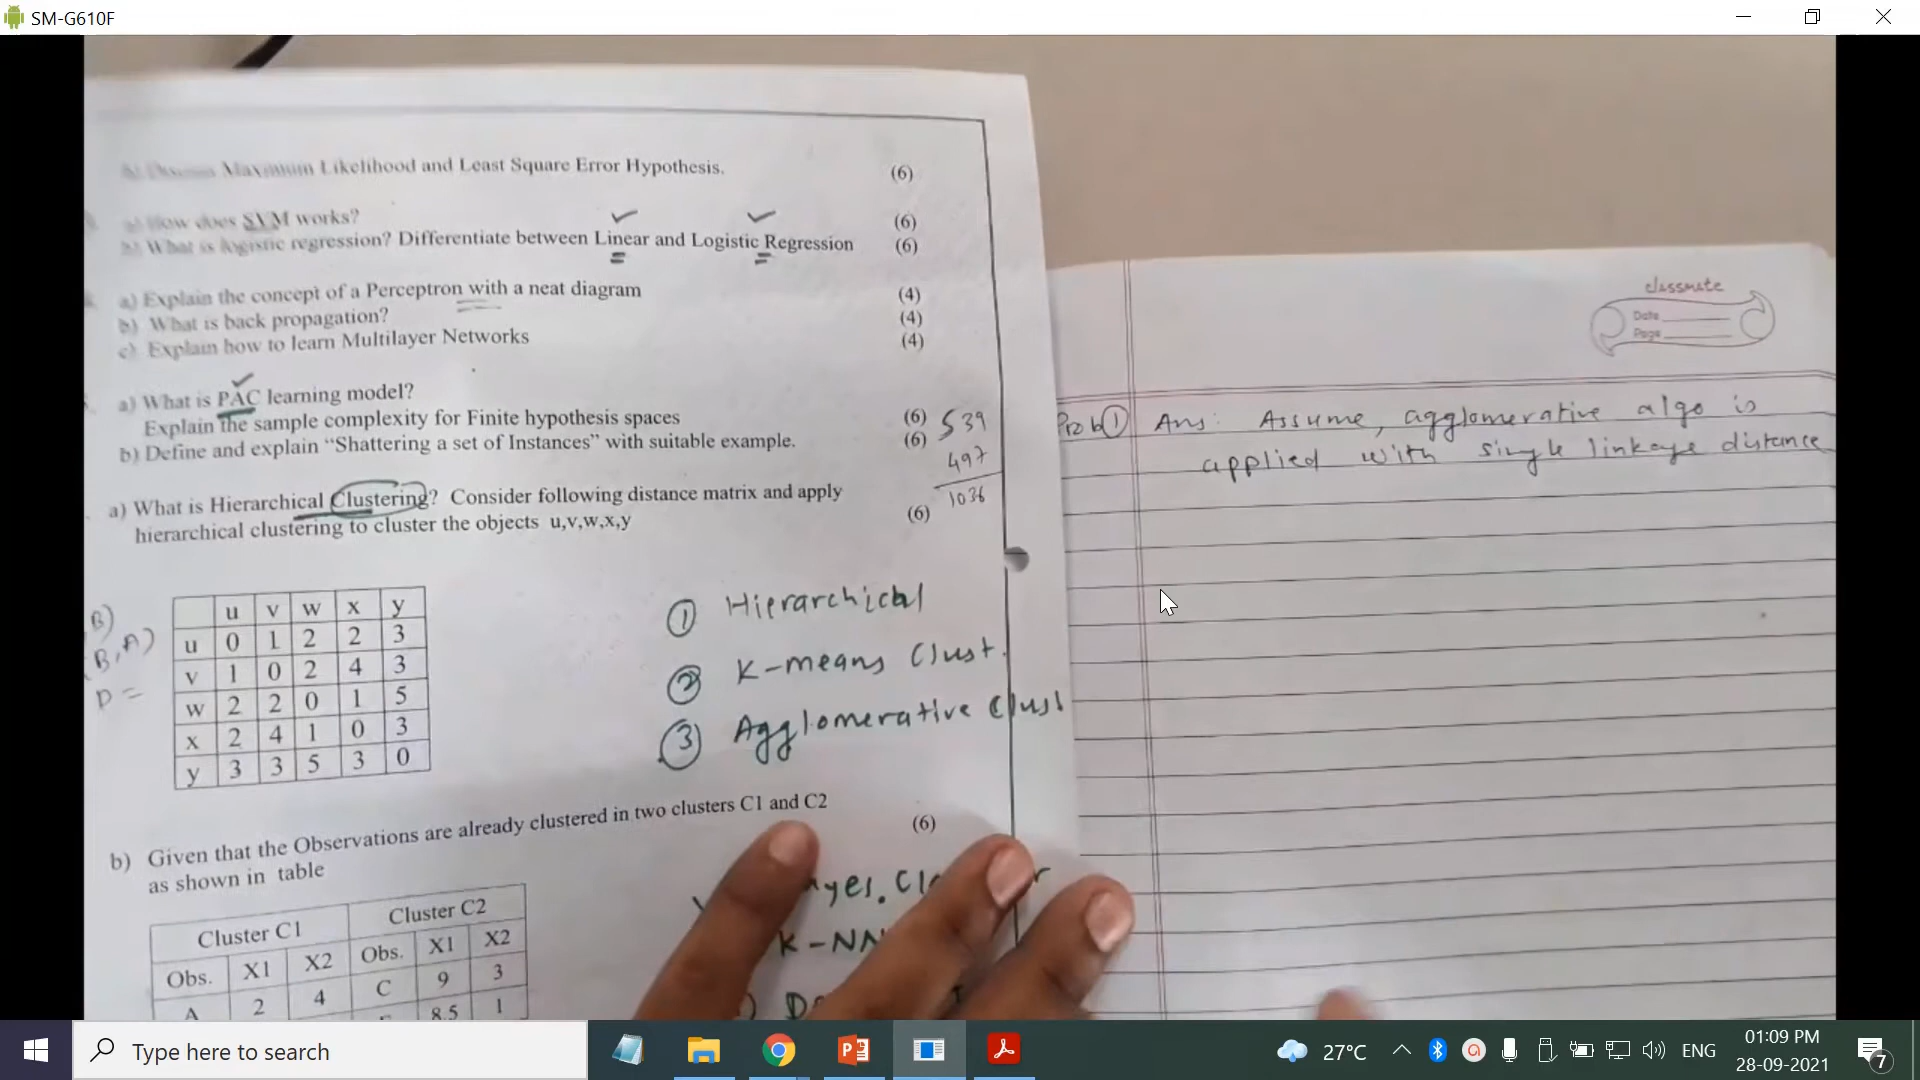 SM-G610F
Maximum Likelihood and Least Square Error Hypothesis. (6)
a) How does SVM works? (6)
b) What is logistic regression? Differentiate between Linear and Logistic Regression (6)
a) Explain the concept of a Perceptron with a neat diagram (4)
b) What is back propagation? (4)
c) Explain how to learn Multilayer Networks (4)
a) What is PAC learning model?
Explain the sample complexity for Finite hypothesis spaces (6)
b) Define and explain “Shattering a set of Instances” with suitable example. (6)
539
497
1036
a) What is Hierarchical Clustering? Consider following distance matrix and apply
hierarchical clustering to cluster the objects u,v,w,x,y (6)
B)
B,A)
D =
u v w x y
u 0 1 2 2 3
v 1 0 2 4 3
w 2 2 0 1 5
x 2 4 1 0 3
y 3 3 5 3 0
① Hierarchical
② K-means Clust.
③ Agglomerative Clust
b) Given that the Observations are already clustered in two clusters C1 and C2
as shown in table (6)
Cluster C1 Cluster C2
Obs. X1 X2 Obs. X1 X2
A 2 4 C 9 3
8.5 1
K-NN
classmate
Date
Page
Prob① Ans: Assume, agglomerative algo is
applied with single linkage distance
Type here to search
27°C
ENG
01:09 PM
28-09-2021
7